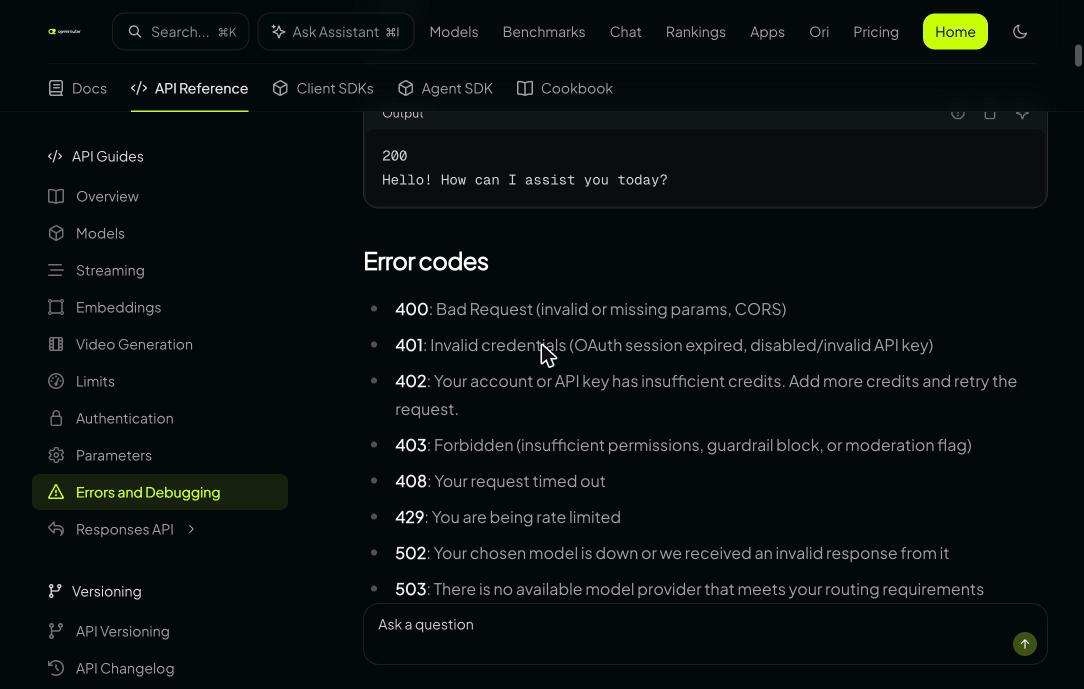 openrouter
Search... ⌘K
Ask Assistant ⌘I
Models
Benchmarks
Chat
Rankings
Apps
Ori
Pricing
Home
Docs
API Reference
Client SDKs
Agent SDK
Cookbook
API Guides
Overview
Models
Streaming
Embeddings
Video Generation
Limits
Authentication
Parameters
Errors and Debugging
Responses API
Versioning
API Versioning
API Changelog
Output
200
Hello! How can I assist you today?
Error codes
400: Bad Request (invalid or missing params, CORS)
401: Invalid credentials (OAuth session expired, disabled/invalid API key)
402: Your account or API key has insufficient credits. Add more credits and retry the
request.
403: Forbidden (insufficient permissions, guardrail block, or moderation flag)
408: Your request timed out
429: You are being rate limited
502: Your chosen model is down or we received an invalid response from it
503: There is no available model provider that meets your routing requirements
Ask a question